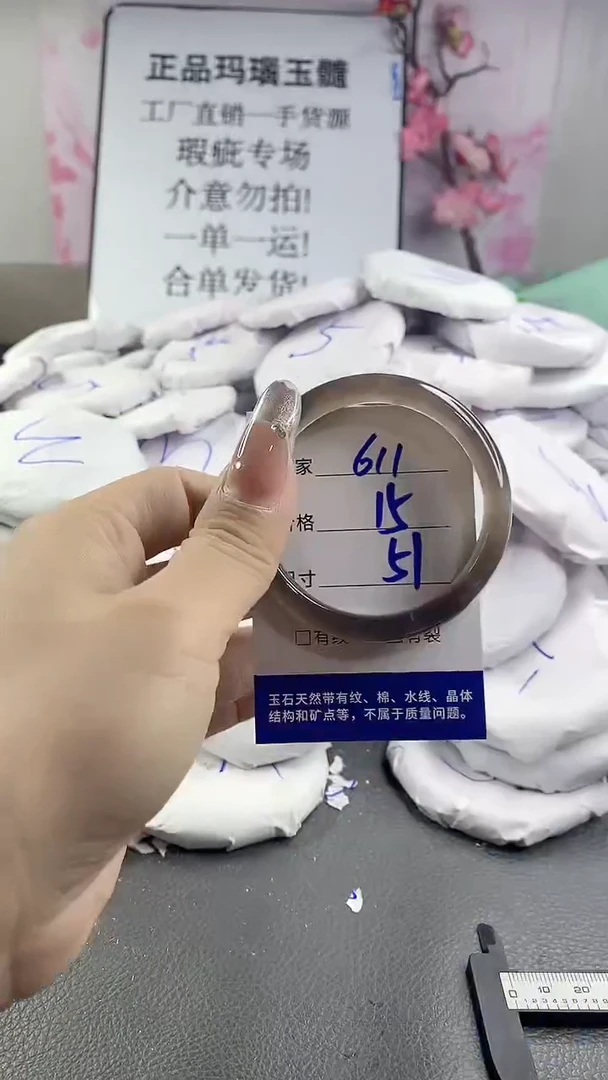 正品玛瑙玉髓
工厂直销一手货源
瑕疵专场
介意勿拍!
一单一运!
合单发货!
5
家 611
格 15
寸 51
□有纹
有裂
玉石天然带有纹、棉、水线、晶体
结构和矿点等，不属于质量问题。
0 10 20